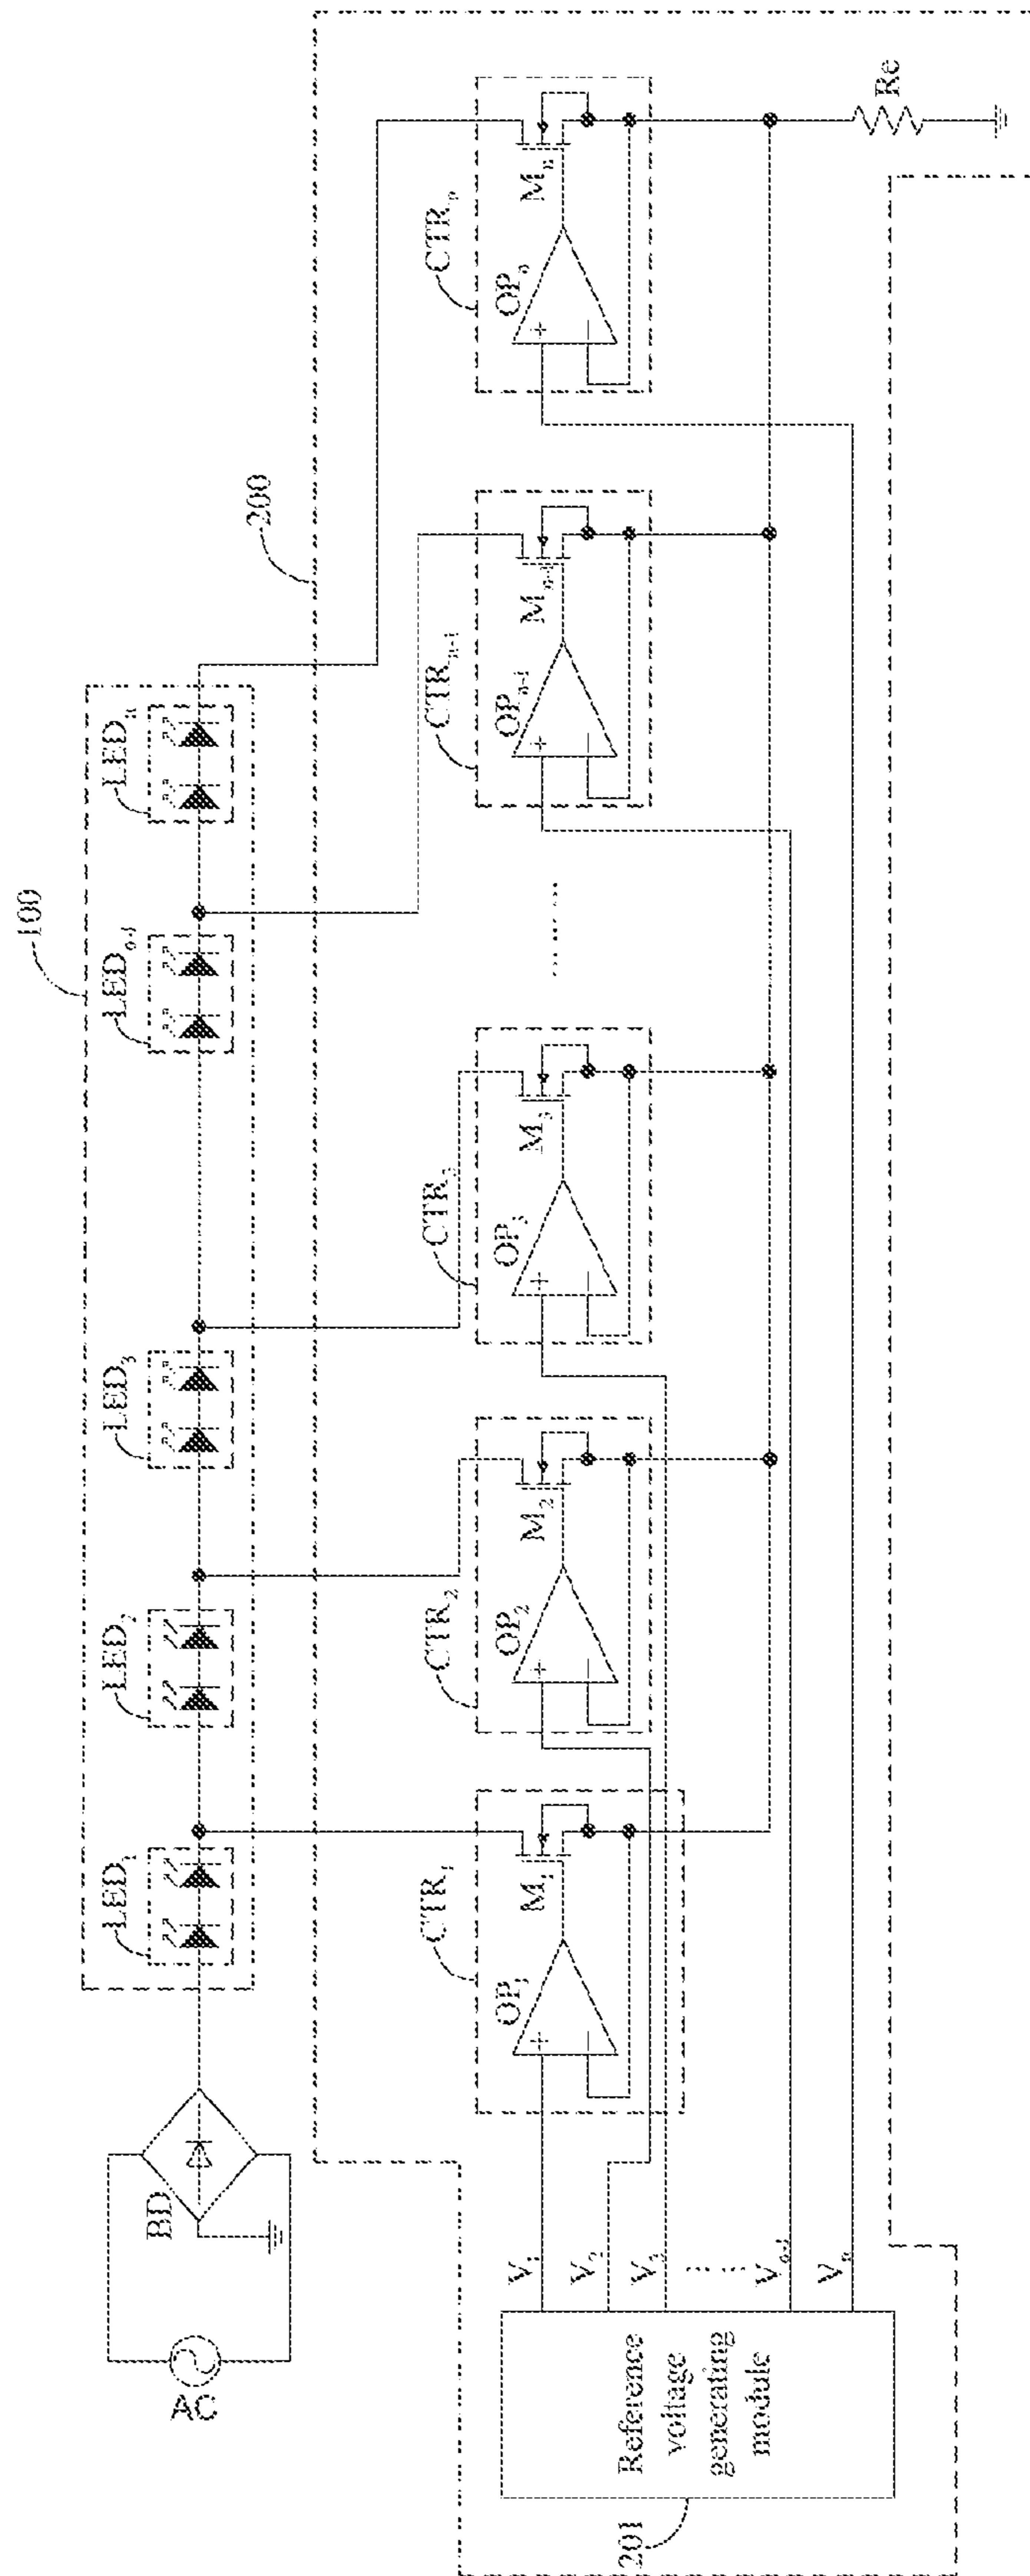 100
LED₁
LED₂
LED₃
LEDₙ₋₁
LEDₙ
200
AC
BD
CTR₁
CTR₂
CTR₃
CTRₙ₋₁
CTRₙ
OP₁
M₁
OP₂
M₂
OP₃
M₃
......
OPₙ₋₁
Mₙ₋₁
OPₙ
Mₙ
+
−
+
−
+
−
+
−
+
−
V₁
V₂
V₃
Vₙ₋₁
Vₙ
Reference
voltage
generating
module
201
Re